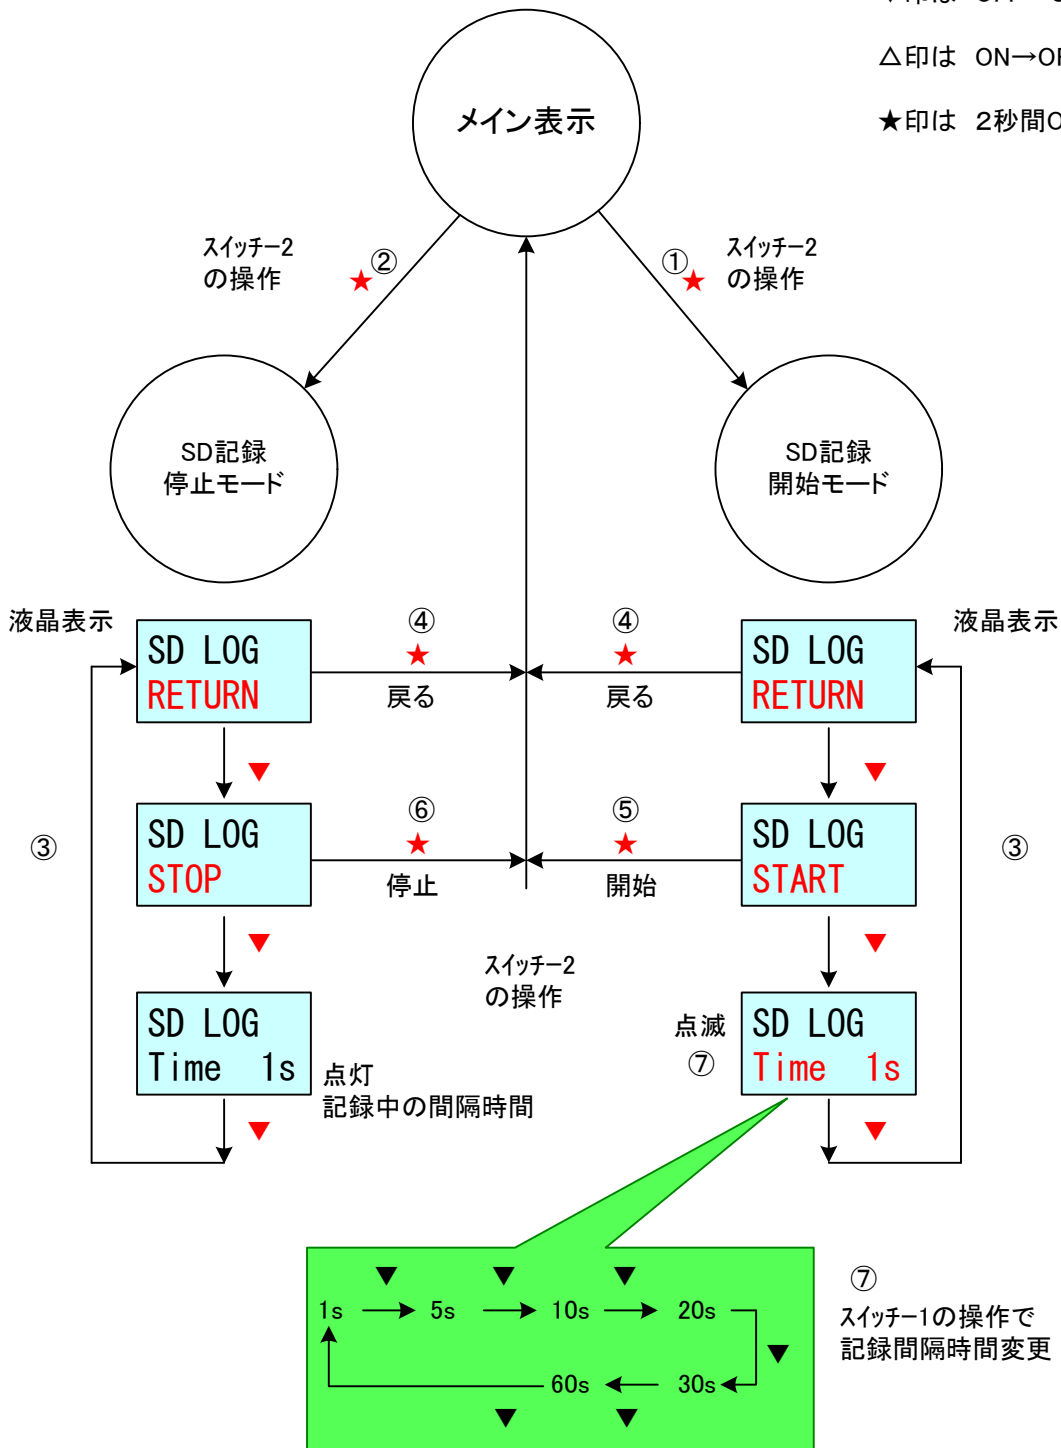 △印は ON→OF
★印は 2秒間O
メイン表示
スイッチー2
の操作
★②
①★
スイッチー2
の操作
SD記録
停止モード
SD記録
開始モード
液晶表示
SD LOG
RETURN
④
★
戻る
④
★
戻る
SD LOG
RETURN
液晶表示
▼
▼
③
SD LOG
STOP
⑥
★
停止
⑤
★
開始
SD LOG
START
③
▼
▼
スイッチー2
の操作
SD LOG
Time 1s
点灯
記録中の間隔時間
点滅
⑦
SD LOG
Time 1s
▼
▼
▼ ▼ ▼
1s 5s 10s 20s
▼
60s 30s
▼ ▼
⑦
スイッチー1の操作で
記録間隔時間変更